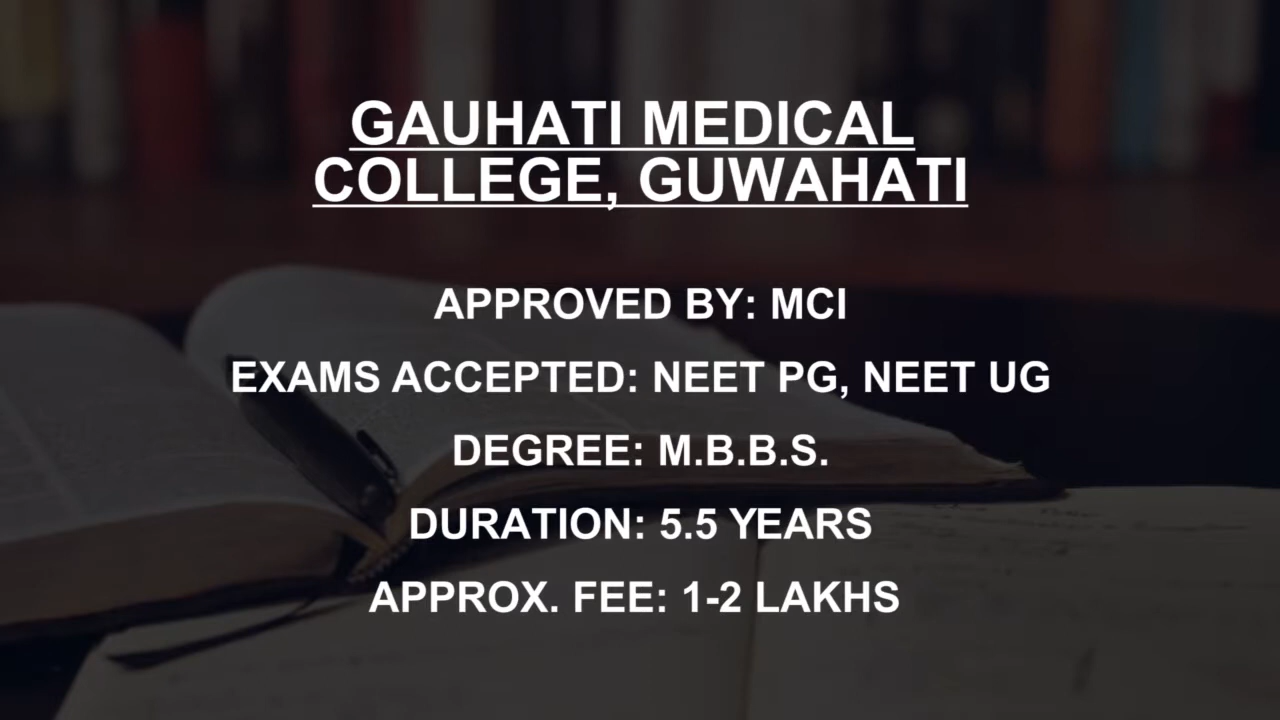 GAUHATI MEDICAL
COLLEGE, GUWAHATI
APPROVED BY: MCI
EXAMS ACCEPTED: NEET PG, NEET UG
DEGREE: M.B.B.S.
DURATION: 5.5 YEARS
APPROX. FEE: 1-2 LAKHS